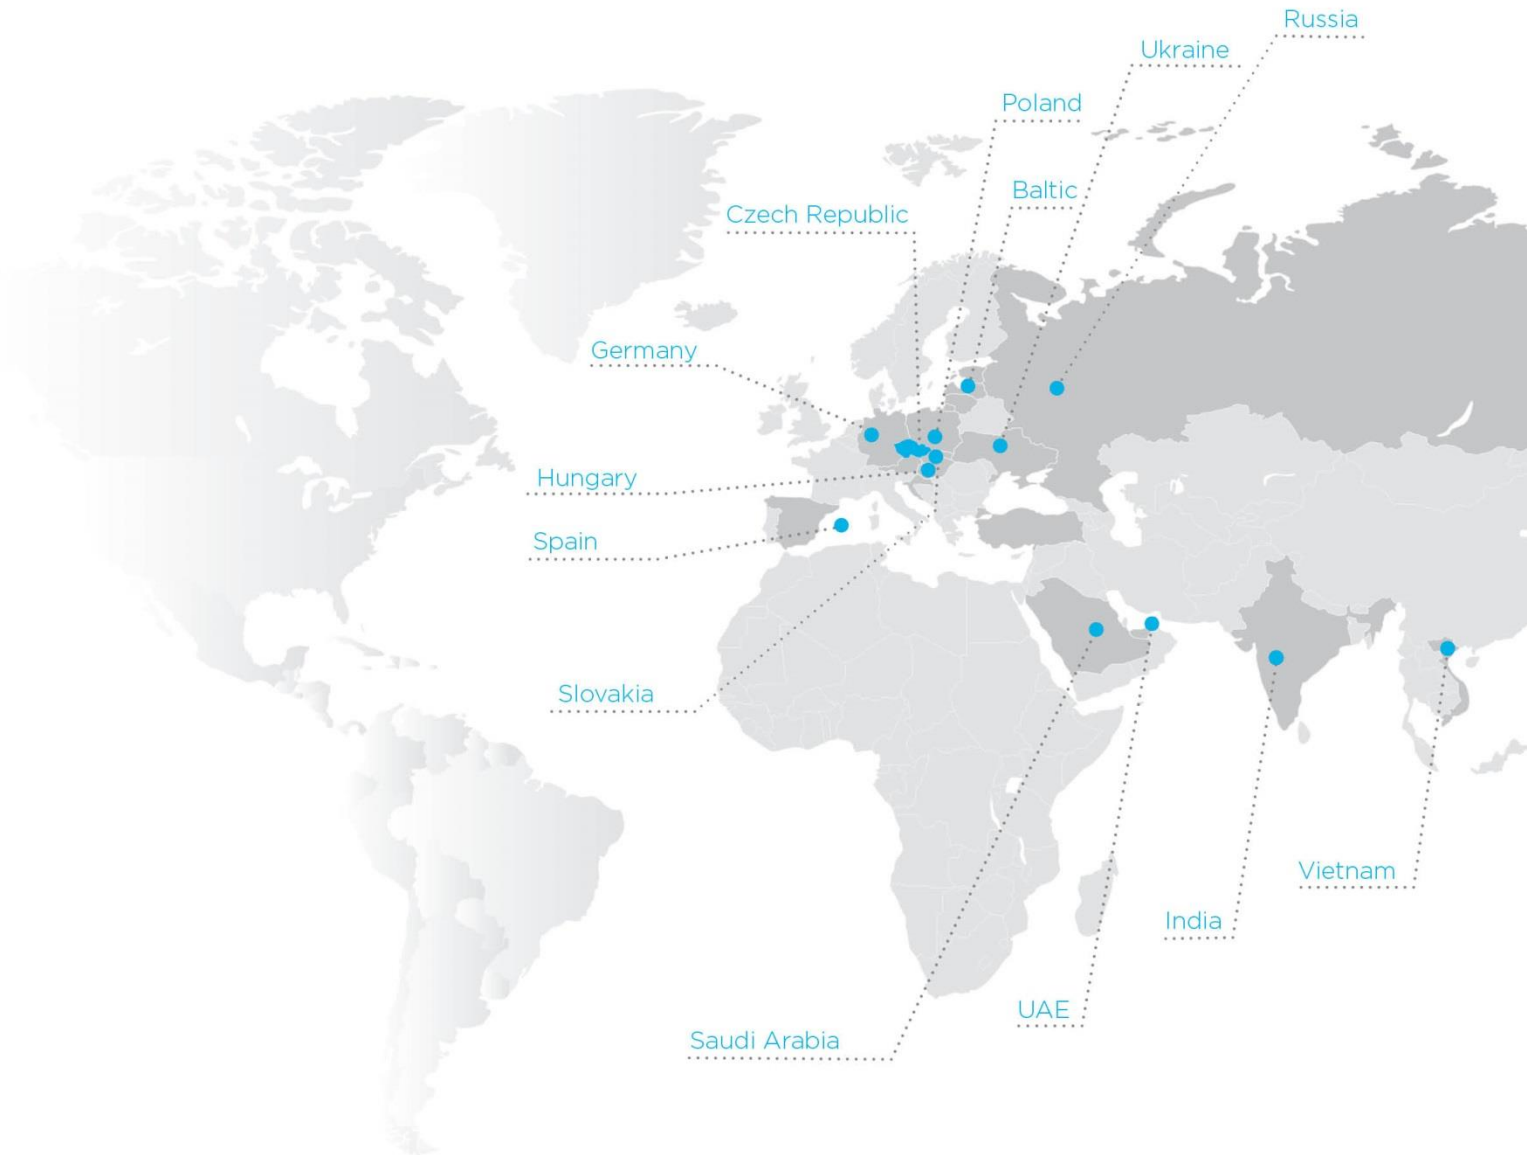 Russia
Ukraine
Poland
Baltic
Czech Republic
Germany
Hungary
Spain
Slovakia
Vietnam
India
UAE
Saudi Arabia